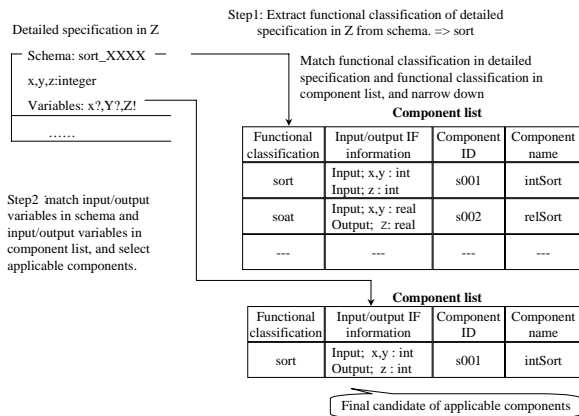 Detailed specification in Z
Schema: sort_XXXX
x,y,z:integer
Variables: x?,Y?,Z!
......
Step1: Extract functional classification of detailed
specification in Z from schema. => sort
Match functional classification in detailed
specification and functional classification in
component list, and narrow down
Component list
Functional classification	Input/output IF information	Component ID	Component name
sort	Input; x,y : int	s001	intSort
Input; z : int
soat	Input; x,y : real	s002	relSort
Output; z: real
---	---	---	---
Step2 match input/output
variables in schema and
input/output variables in
component list, and select
applicable components.
Component list
Functional classification	Input/output IF information	Component ID	Component name
sort	Input; x,y : int	s001	intSort
Output; z : int
Final candidate of applicable components